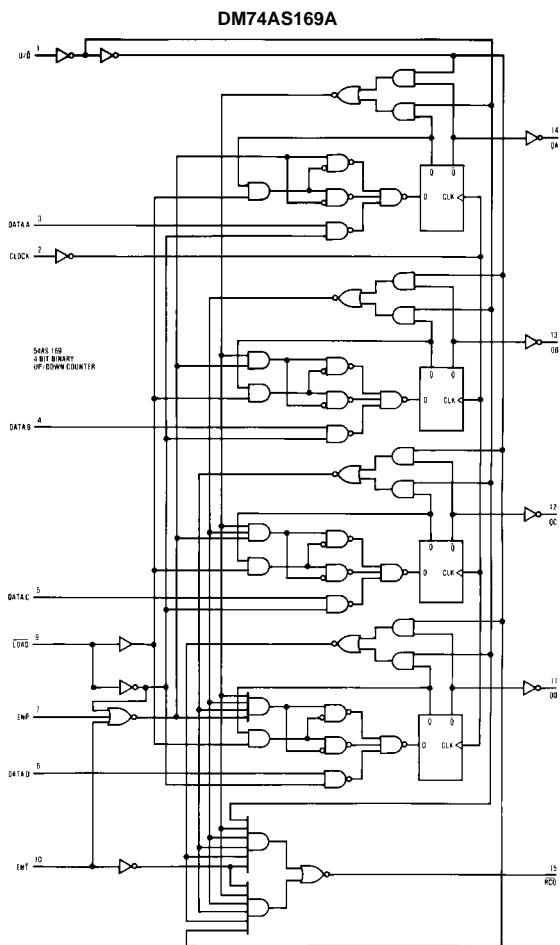 DM74AS169A
1
U/D̅
14
QA
Q Q̅
D CLK
DATA A 3
2
CLOCK
13
QB
54AS 169
4 BIT BINARY
UP/DOWN COUNTER
Q Q̅
D CLK
DATA B 4
12
QC
Q Q̅
D CLK
DATA C 5
L̅O̅A̅D̅ 9
11
QD
7
ENP
Q Q̅
D CLK
6
DATA D
10
ENT
15
R̅C̅O̅